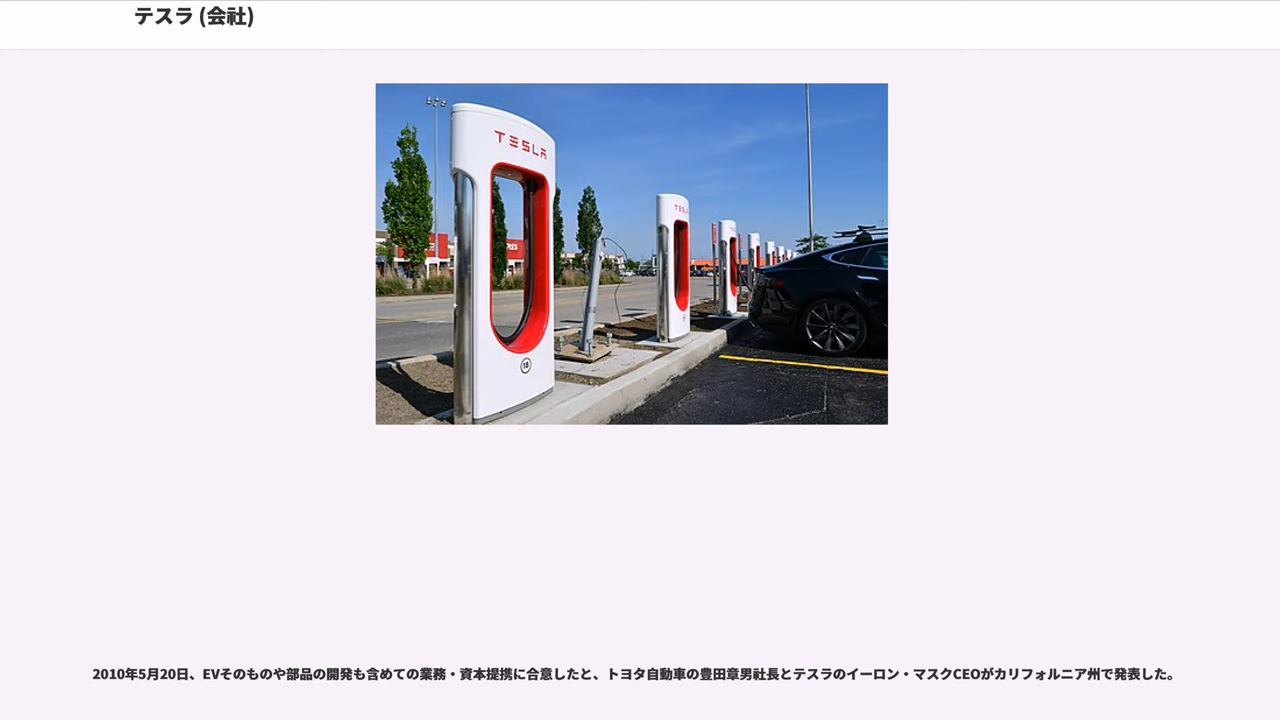 テスラ (会社)
TESLA
18
TESLA
2010年5月20日、EVそのものや部品の開発も含めての業務・資本提携に合意したと、トヨタ自動車の豊田章男社長とテスラのイーロン・マスクCEOがカリフォルニア州で発表した。